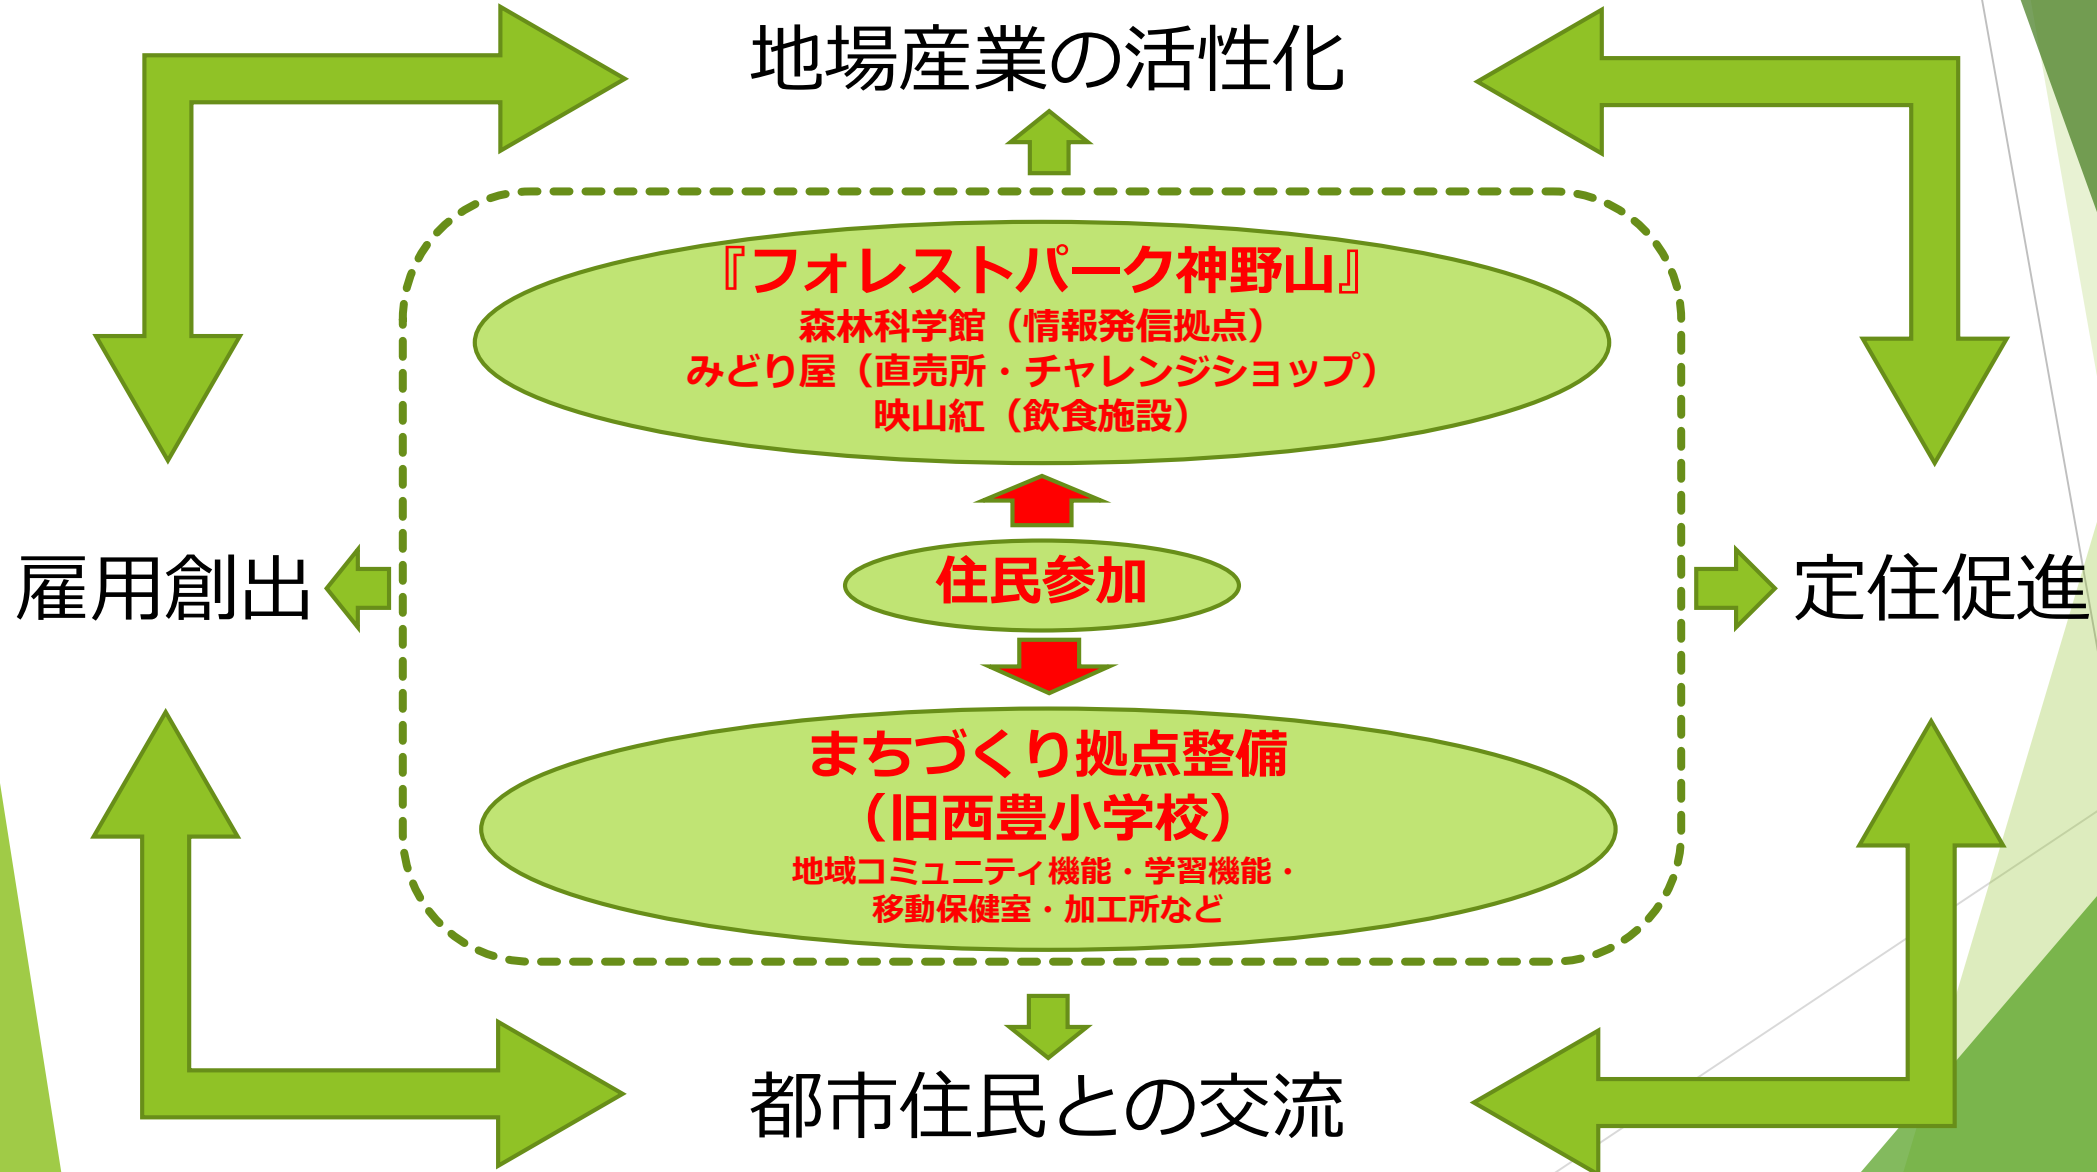 地場産業の活性化
『フォレストパーク神野山』
森林科学館（情報発信拠点）
みどり屋（直売所・チャレンジショップ）
映山紅（飲食施設）
雇用創出
住民参加
定住促進
まちづくり拠点整備
（旧西豊小学校）
地域コミュニティ機能・学習機能・
移動保健室・加工所など
都市住民との交流